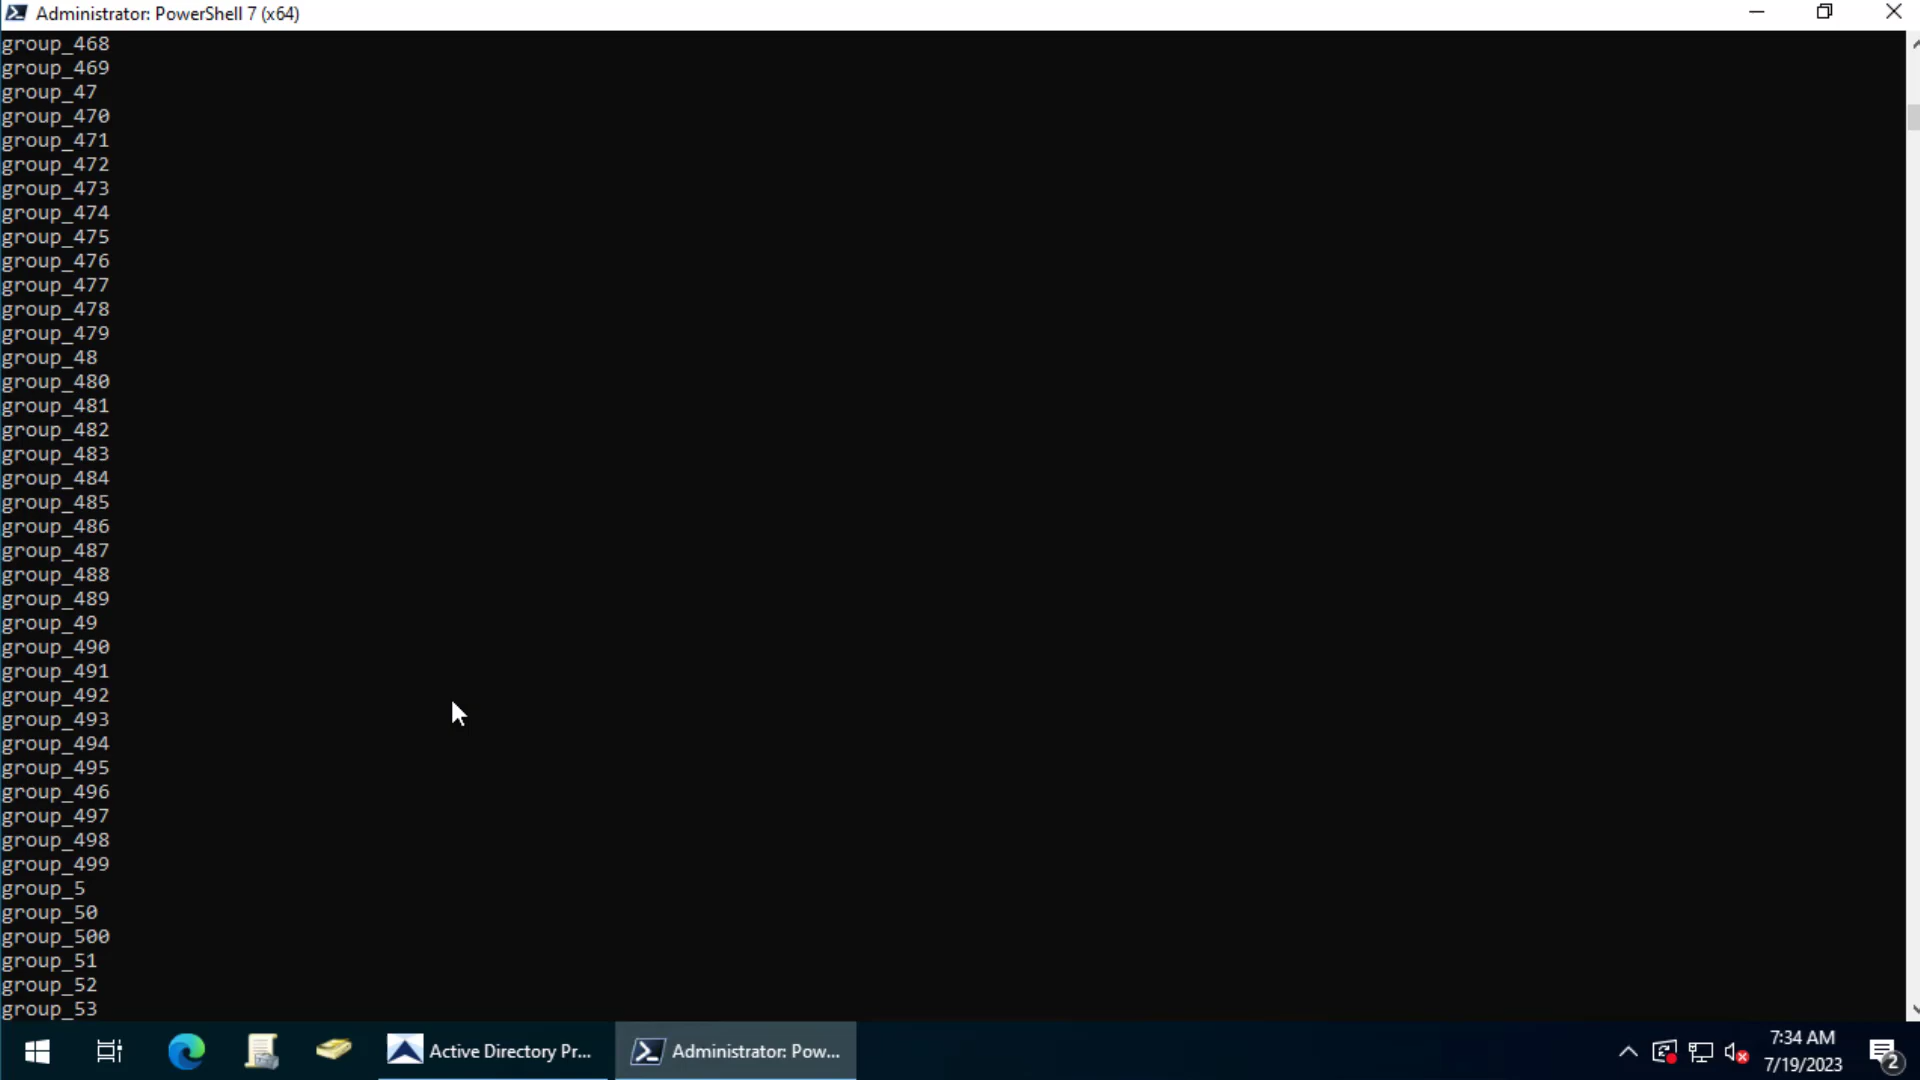 Administrator: PowerShell 7 (x64)
group_468
group_469
group_47
group_470
group_471
group_472
group_473
group_474
group_475
group_476
group_477
group_478
group_479
group_48
group_480
group_481
group_482
group_483
group_484
group_485
group_486
group_487
group_488
group_489
group_49
group_490
group_491
group_492
group_493
group_494
group_495
group_496
group_497
group_498
group_499
group_5
group_50
group_500
group_51
group_52
group_53
Active Directory Pr...
Administrator: Pow...
7:34 AM
7/19/2023
2